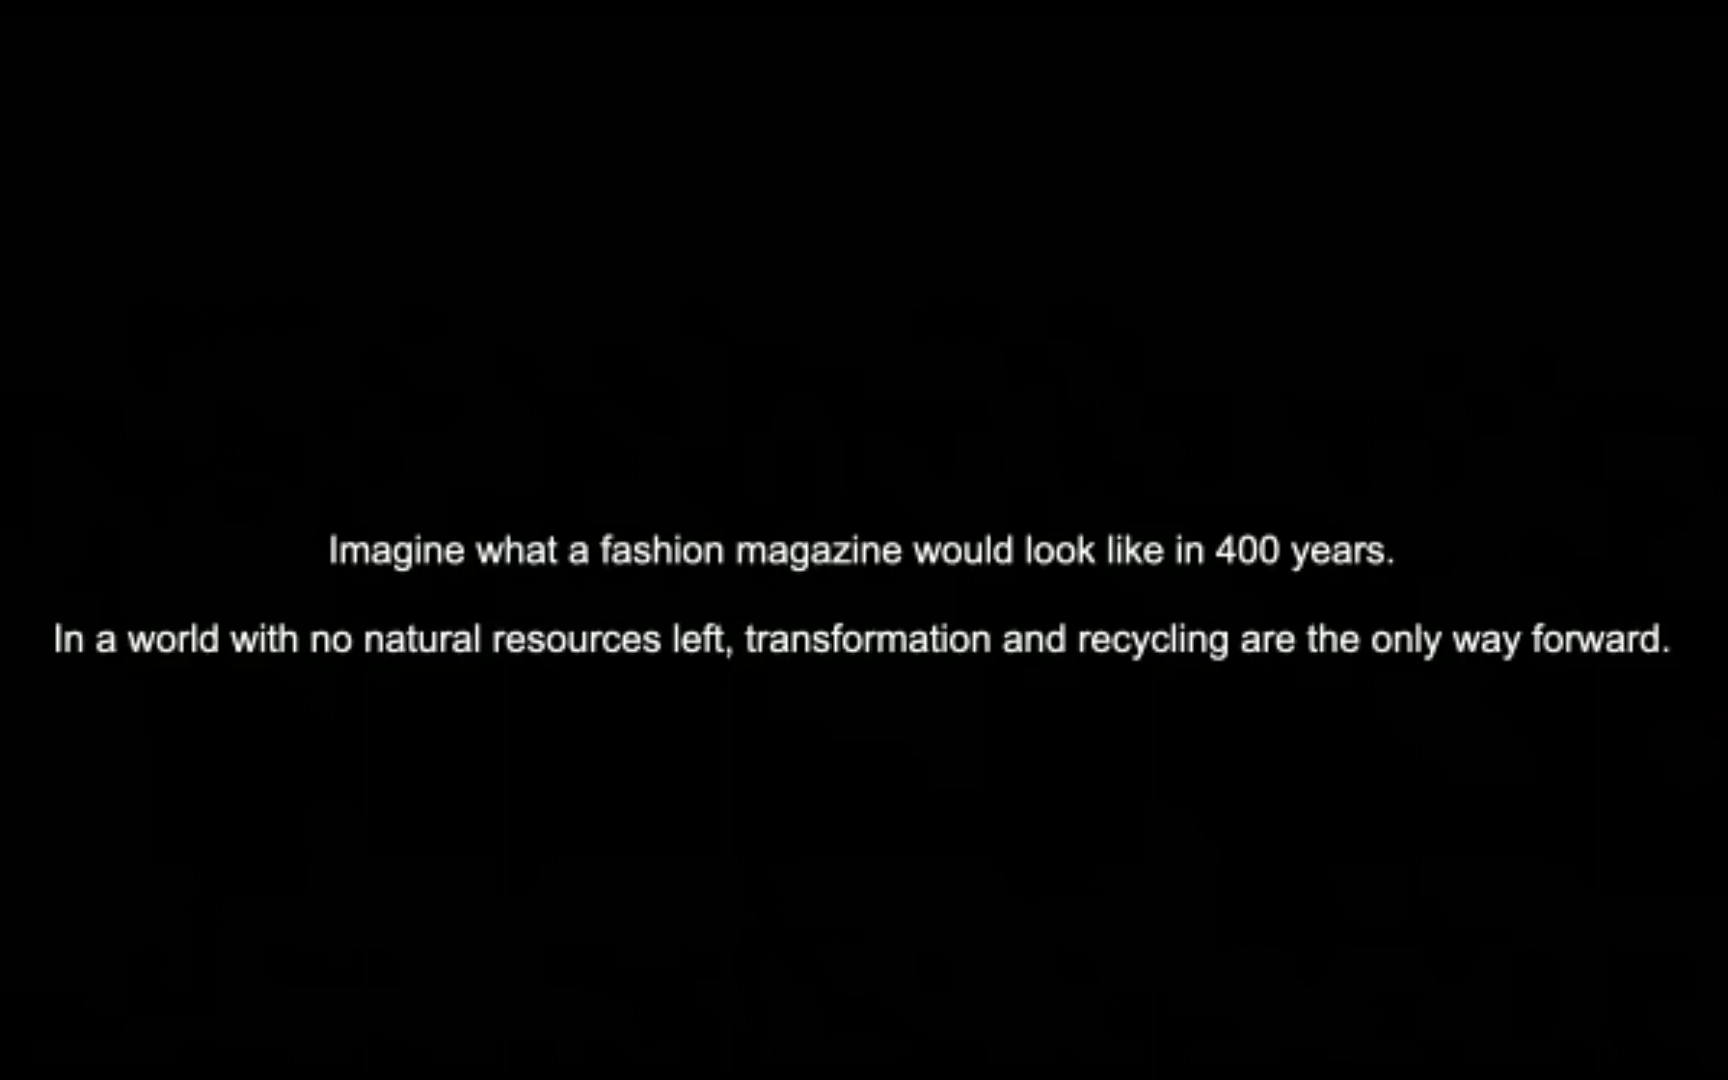 Imagine what a fashion magazine would look like in 400 years.
In a world with no natural resources left, transformation and recycling are the only way forward.